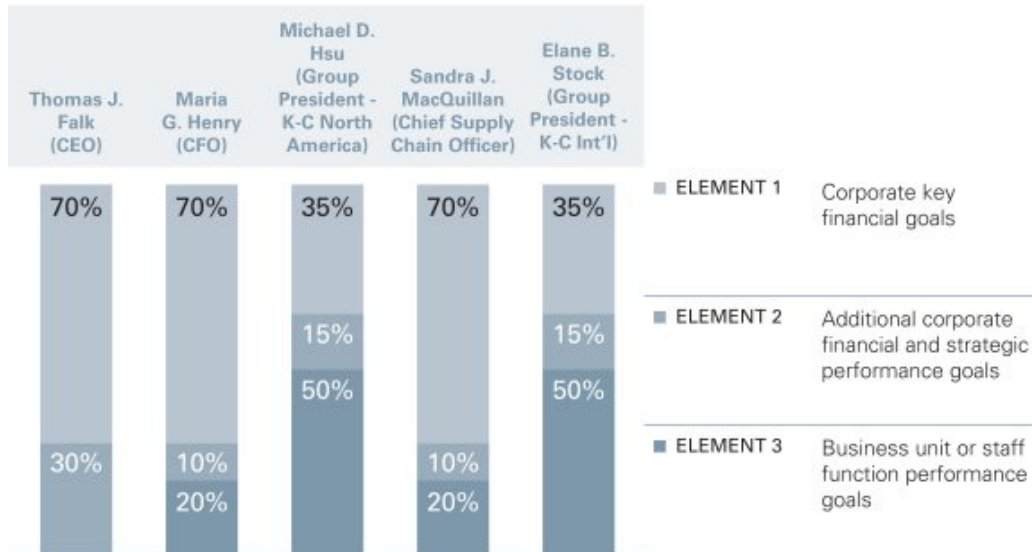 Thomas J.
Falk
(CEO)
Maria
G. Henry
(CFO)
Michael D.
Hsu
(Group
President -
K-C North
America)
Sandra J.
MacQuillan
(Chief Supply
Chain Officer)
Elane B.
Stock
(Group
President -
K-C Int'l)
70%
70%
35%
70%
35%
15%
15%
50%
50%
30%
10%
10%
20%
20%
ELEMENT 1
Corporate key
financial goals
ELEMENT 2
Additional corporate
financial and strategic
performance goals
ELEMENT 3
Business unit or staff
function performance
goals